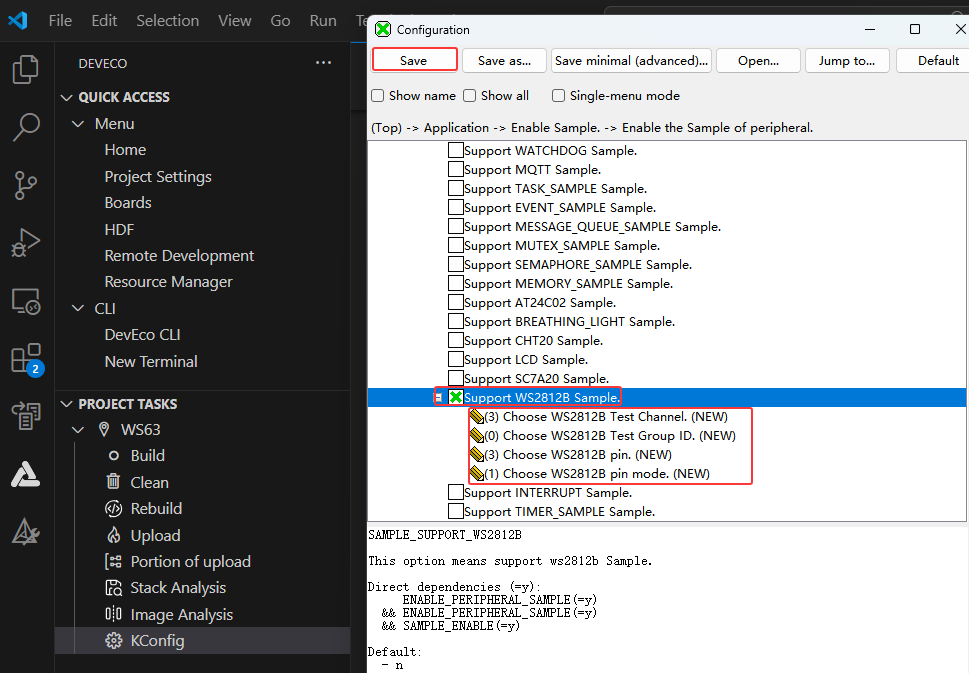 File Edit Selection View Go Run
Configuration
Save Save as... Save minimal (advanced)... Open... Jump to... Default
Show name Show all Single-menu mode
(Top) -> Application -> Enable Sample. -> Enable the Sample of peripheral.
DEVECO
QUICK ACCESS
Menu
Home
Project Settings
Boards
HDF
Remote Development
Resource Manager
CLI
DevEco CLI
New Terminal
2
PROJECT TASKS
WS63
Build
Clean
Rebuild
Upload
Portion of upload
Stack Analysis
Image Analysis
KConfig
Support WATCHDOG Sample.
Support MQTT Sample.
Support TASK_SAMPLE Sample.
Support EVENT_SAMPLE Sample.
Support MESSAGE_QUEUE_SAMPLE Sample.
Support MUTEX_SAMPLE Sample.
Support SEMAPHORE_SAMPLE Sample.
Support MEMORY_SAMPLE Sample.
Support AT24C02 Sample.
Support BREATHING_LIGHT Sample.
Support CHT20 Sample.
Support LCD Sample.
Support SC7A20 Sample.
Support WS2812B Sample.
(3) Choose WS2812B Test Channel. (NEW)
(0) Choose WS2812B Test Group ID. (NEW)
(3) Choose WS2812B pin. (NEW)
(1) Choose WS2812B pin mode. (NEW)
Support INTERRUPT Sample.
Support TIMER_SAMPLE Sample.
SAMPLE_SUPPORT_WS2812B
This option means support ws2812b Sample.
Direct dependencies (=y):
ENABLE_PERIPHERAL_SAMPLE(=y)
&& ENABLE_PERIPHERAL_SAMPLE(=y)
&& SAMPLE_ENABLE(=y)
Default:
- n